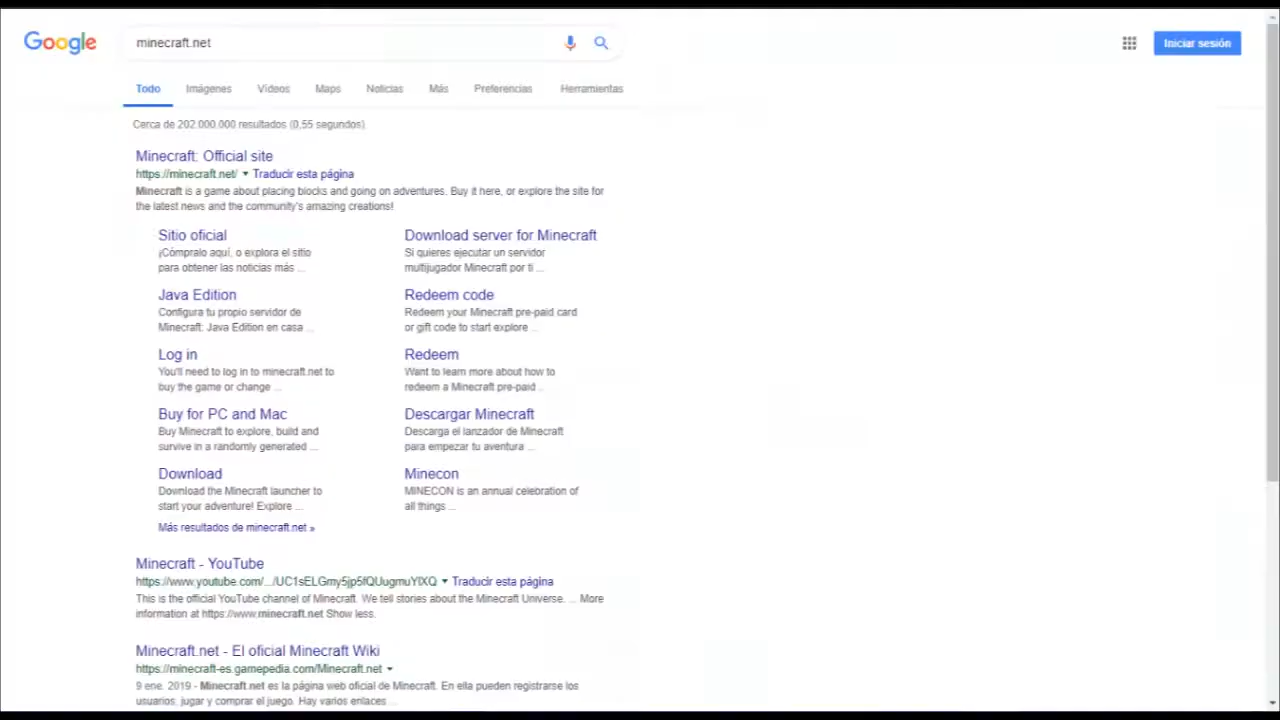 Google
minecraft.net
Iniciar sesión
Todo Imágenes Vídeos Maps Noticias Más Preferencias Herramientas
Cerca de 202.000.000 resultados (0,55 segundos)
Minecraft: Official site
https://minecraft.net/ Traducir esta página
Minecraft is a game about placing blocks and going on adventures. Buy it here, or explore the site for
the latest news and the community's amazing creations!
Sitio oficial
¡Cómpralo aquí, o explora el sitio
para obtener las noticias más ...
Download server for Minecraft
Si quieres ejecutar un servidor
multijugador Minecraft por ti ...
Java Edition
Configura tu propio servidor de
Minecraft: Java Edition en casa ...
Redeem code
Redeem your Minecraft pre-paid card
or gift code to start explore ...
Log in
You'll need to log in to minecraft.net to
buy the game or change ...
Redeem
Want to learn more about how to
redeem a Minecraft pre-paid ...
Buy for PC and Mac
Buy Minecraft to explore, build and
survive in a randomly generated ...
Descargar Minecraft
Descarga el lanzador de Minecraft
para empezar tu aventura ...
Download
Download the Minecraft launcher to
start your adventure! Explore ...
Minecon
MINECON is an annual celebration of
all things ...
Más resultados de minecraft.net »
Minecraft - YouTube
https://www.youtube.com/.../UC1sELGmy5jp5fQUugmuYlXQ Traducir esta página
This is the official YouTube channel of Minecraft. We tell stories about the Minecraft Universe. ... More
information at https://www.minecraft.net Show less.
Minecraft.net - El oficial Minecraft Wiki
https://minecraft-es.gamepedia.com/Minecraft.net
9 ene. 2019 - Minecraft.net es la página web oficial de Minecraft. En ella pueden registrarse los
usuarios, jugar y comprar el juego. Hay varios enlaces ...